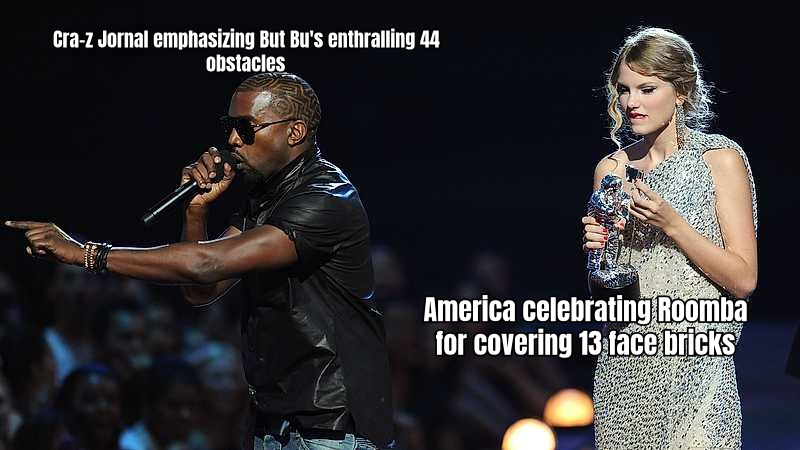 Cra-z Jornal emphasizing But Bu's enthralling 44
obstacles
America celebrating Roomba
for covering 13 face bricks